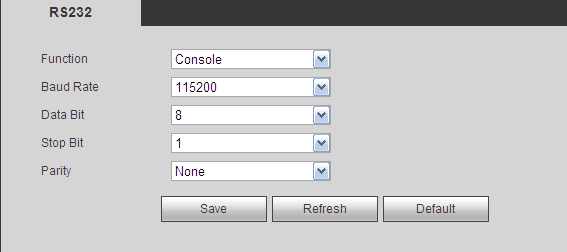 RS232
Function Console
Baud Rate 115200
Data Bit 8
Stop Bit 1
Parity None
Save Refresh Default